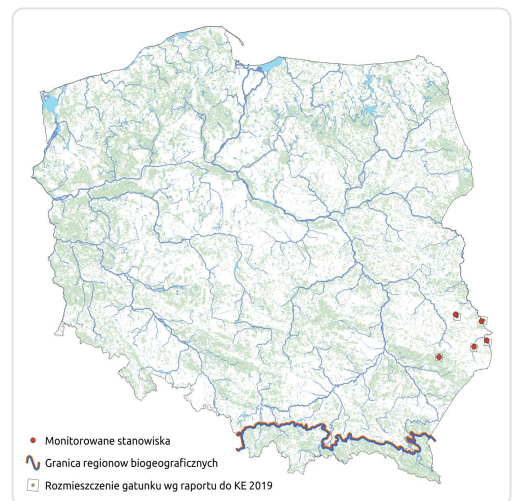 Monitorowane stanowiska
Granica regionow biogeograficznych
Rozmieszczenie gatunku wg raportu do KE 2019